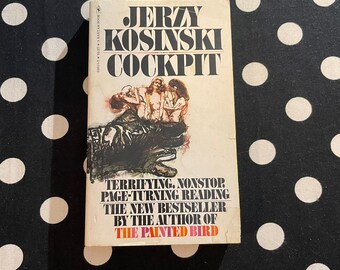 JERZY
KOSINSKI
COCKPIT
TERRIFYING, NONSTOP,
PAGE-TURNING READING
THE NEW BESTSELLER
BY THE AUTHOR OF
THE PAINTED BIRD